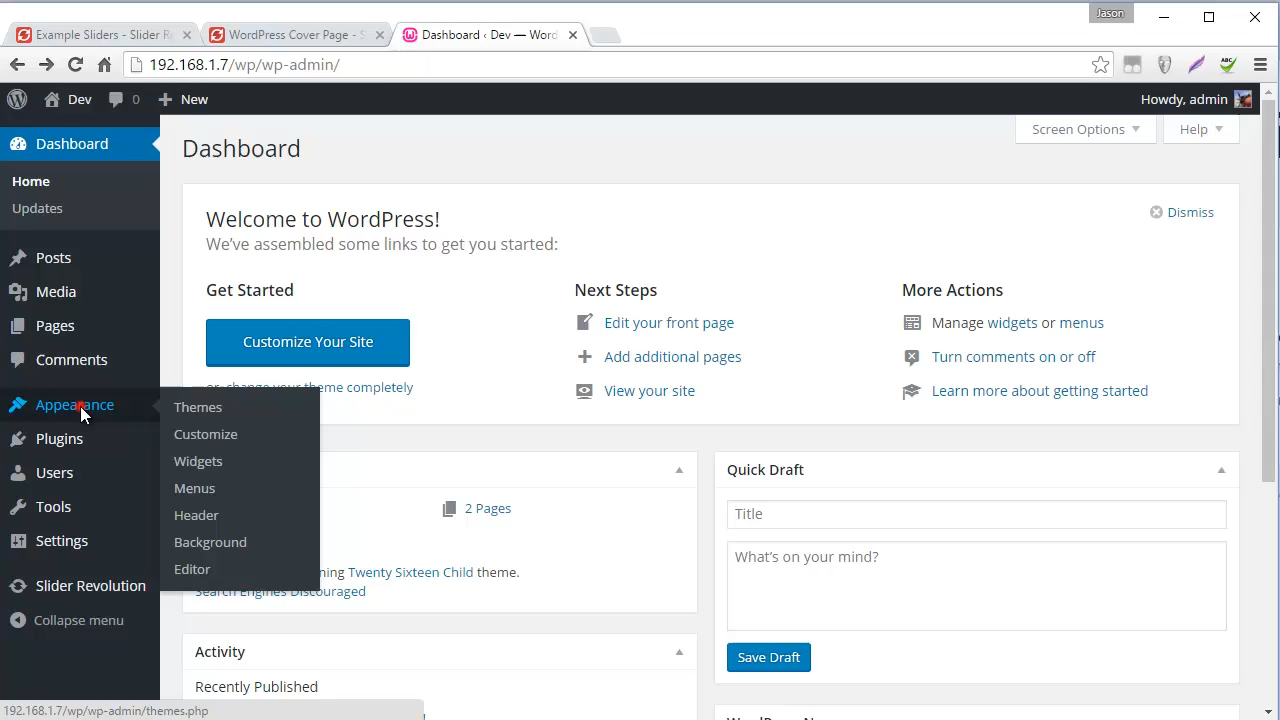 Jason
Example Sliders - Slider R
WordPress Cover Page - S
Dashboard ‹ Dev — Word
192.168.1.7/wp/wp-admin/
ABC
Dev
0
New
Howdy, admin
Dashboard
Home
Updates
Posts
Media
Pages
Comments
Appearance
Plugins
Users
Tools
Settings
Slider Revolution
Collapse menu
Themes
Customize
Widgets
Menus
Header
Background
Editor
Screen Options
Help
Dashboard
Welcome to WordPress!
We've assembled some links to get you started:
Dismiss
Get Started
Customize Your Site
or, change your theme completely
Next Steps
Edit your front page
Add additional pages
View your site
More Actions
Manage widgets or menus
Turn comments on or off
Learn more about getting started
2 Pages
Twenty Sixteen Child theme.
Search Engines Discouraged
Activity
Recently Published
Quick Draft
Title
What's on your mind?
Save Draft
192.168.1.7/wp/wp-admin/themes.php